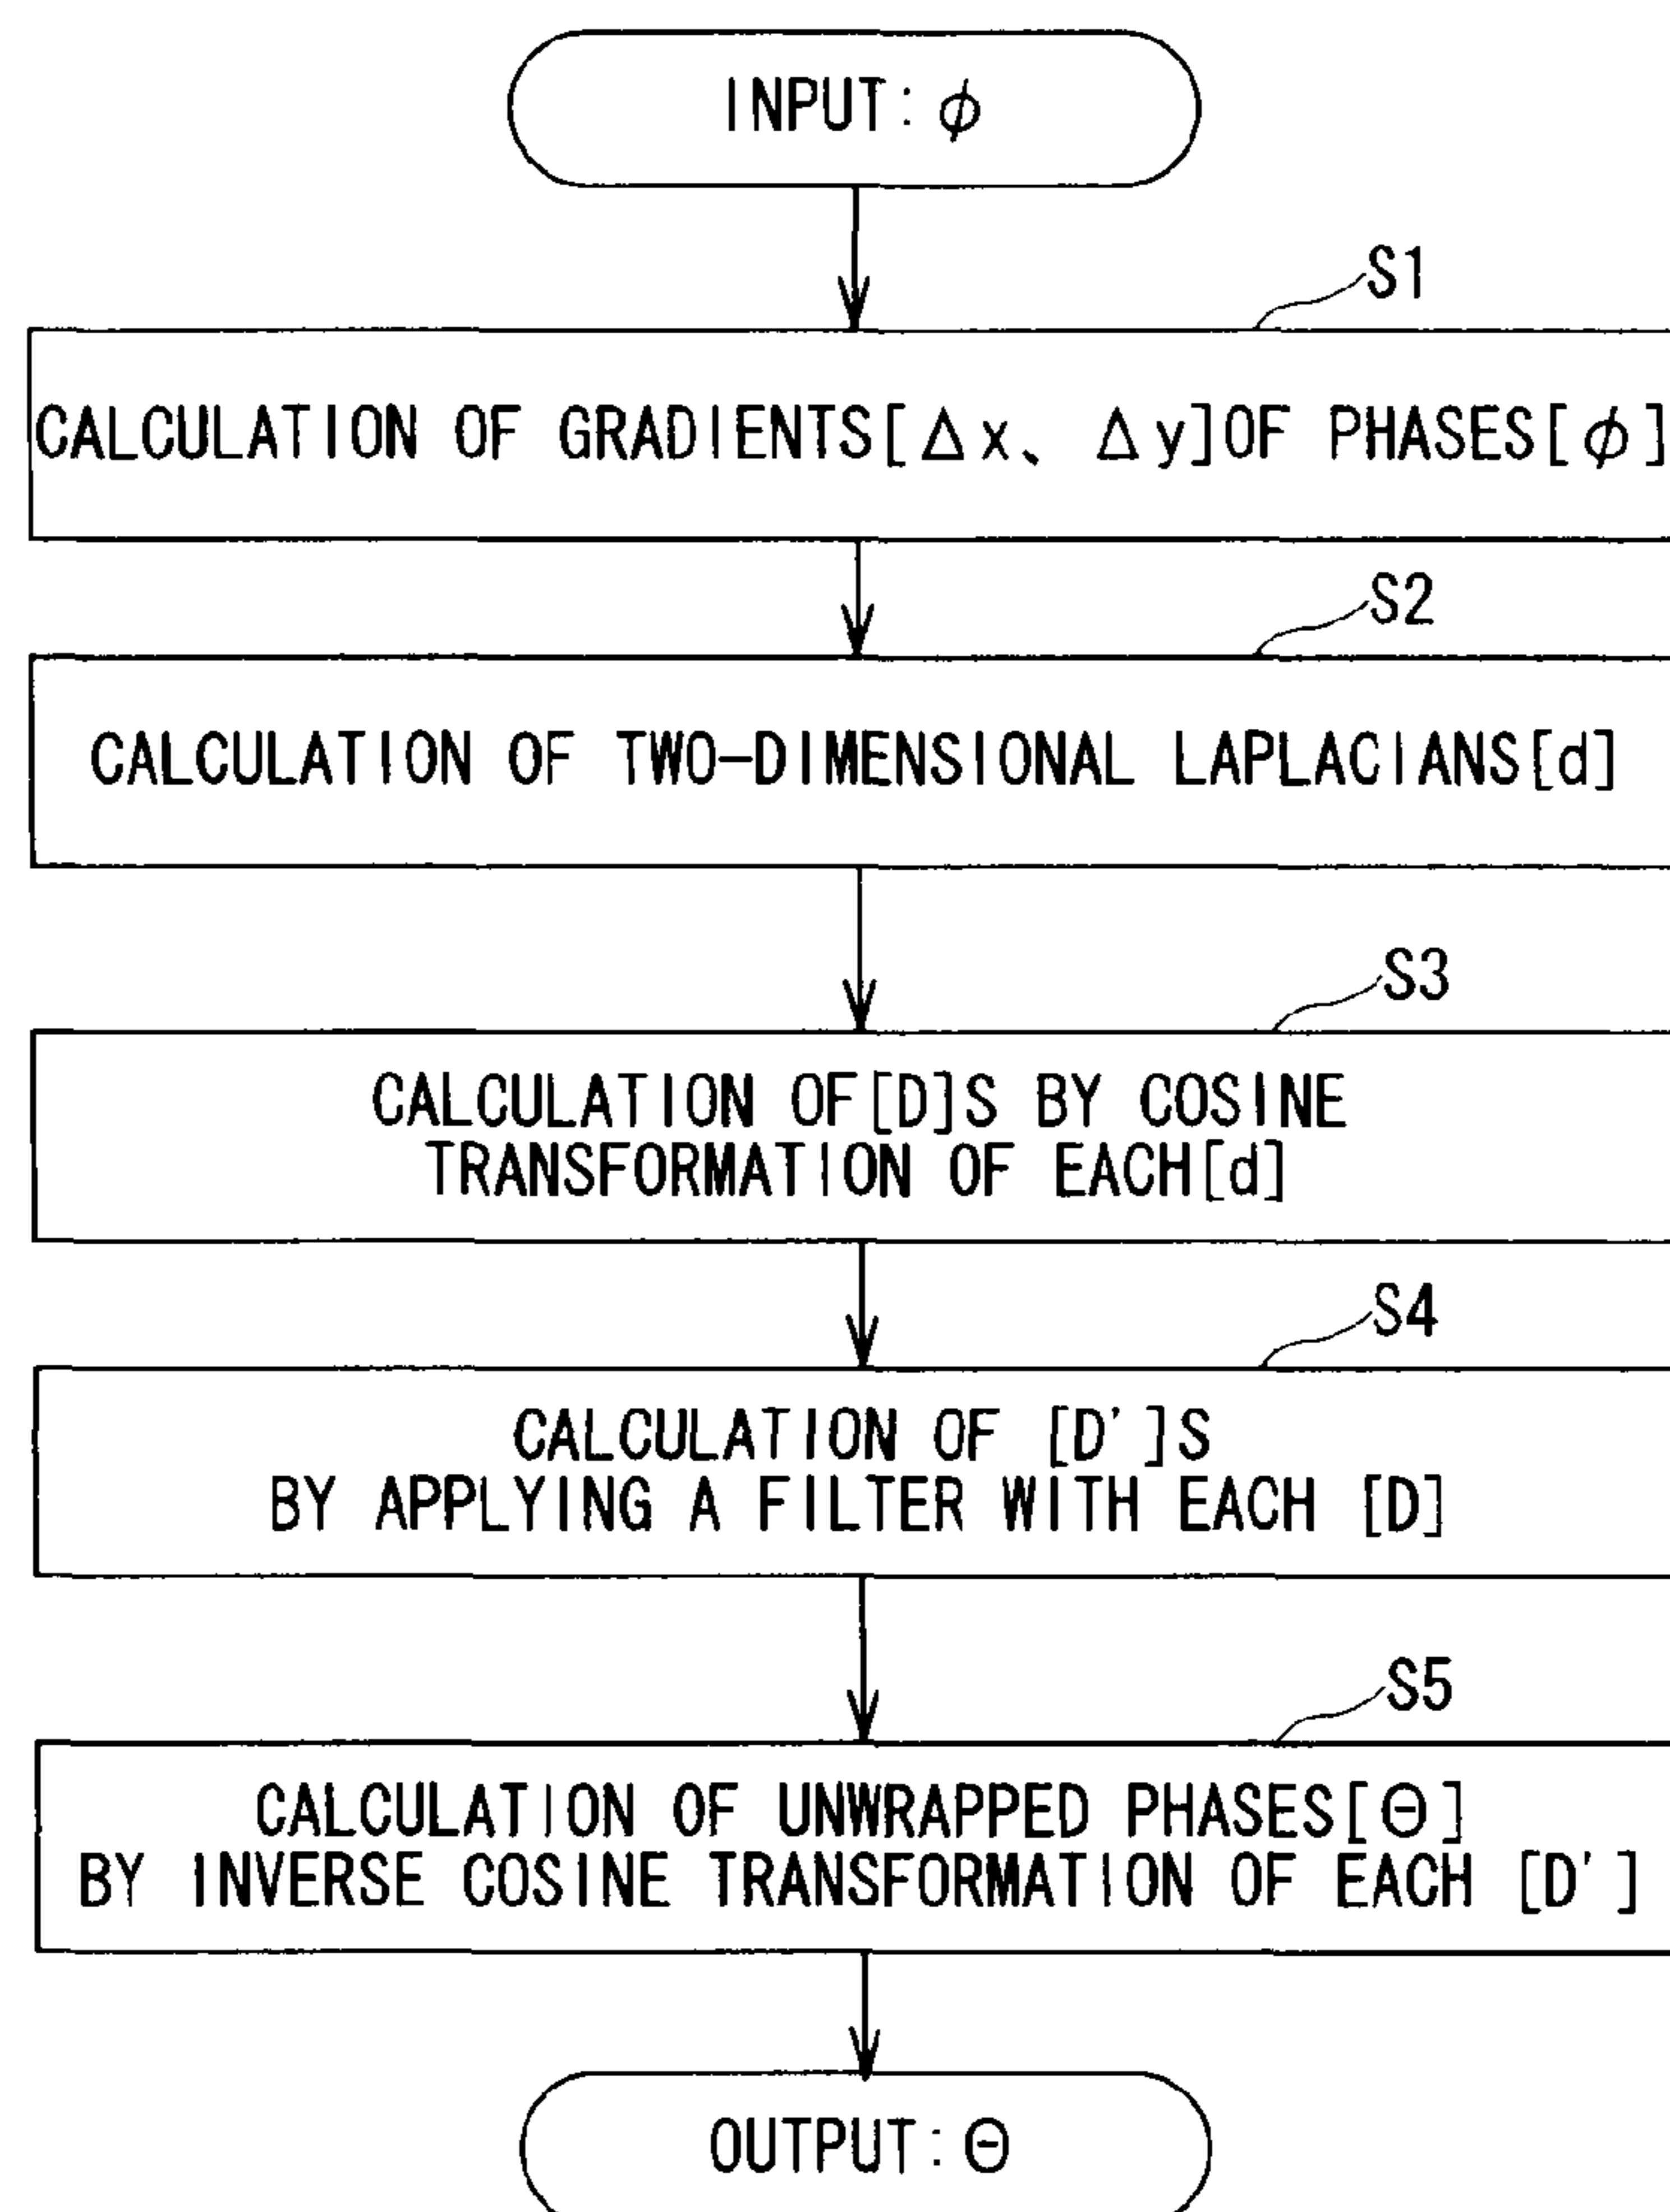 INPUT: ϕ
S1
CALCULATION OF GRADIENTS[Δx、Δy]OF PHASES[ϕ]
S2
CALCULATION OF TWO-DIMENSIONAL LAPLACIANS[d]
S3
CALCULATION OF[D]S BY COSINE
TRANSFORMATION OF EACH[d]
S4
CALCULATION OF [D']S
BY APPLYING A FILTER WITH EACH [D]
S5
CALCULATION OF UNWRAPPED PHASES[Θ]
BY INVERSE COSINE TRANSFORMATION OF EACH [D']
OUTPUT: Θ